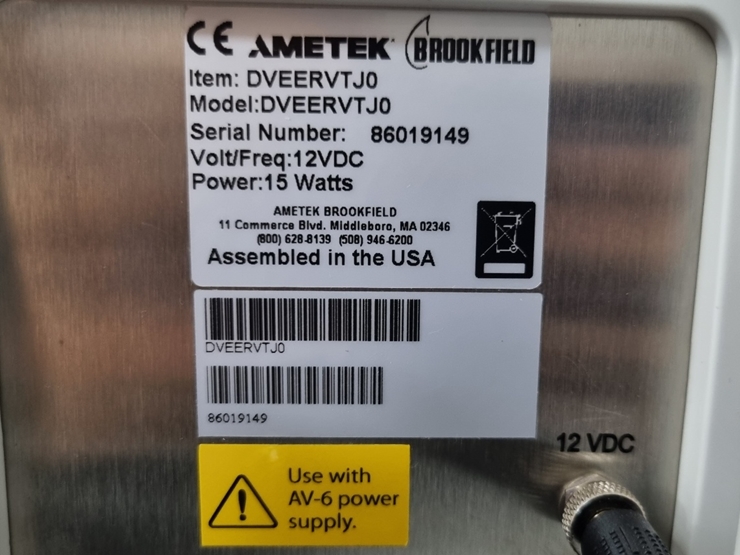 CE AMETEK BROOKFIELD
Item: DVEERVTJ0
Model:DVEERVTJ0
Serial Number: 86019149
Volt/Freq:12VDC
Power:15 Watts
AMETEK BROOKFIELD
11 Commerce Blvd. Middleboro, MA 02346
(800) 628-8139 (508) 946-6200
Assembled in the USA
DVEERVTJ0
86019149
12 VDC
Use with
AV-6 power
supply.